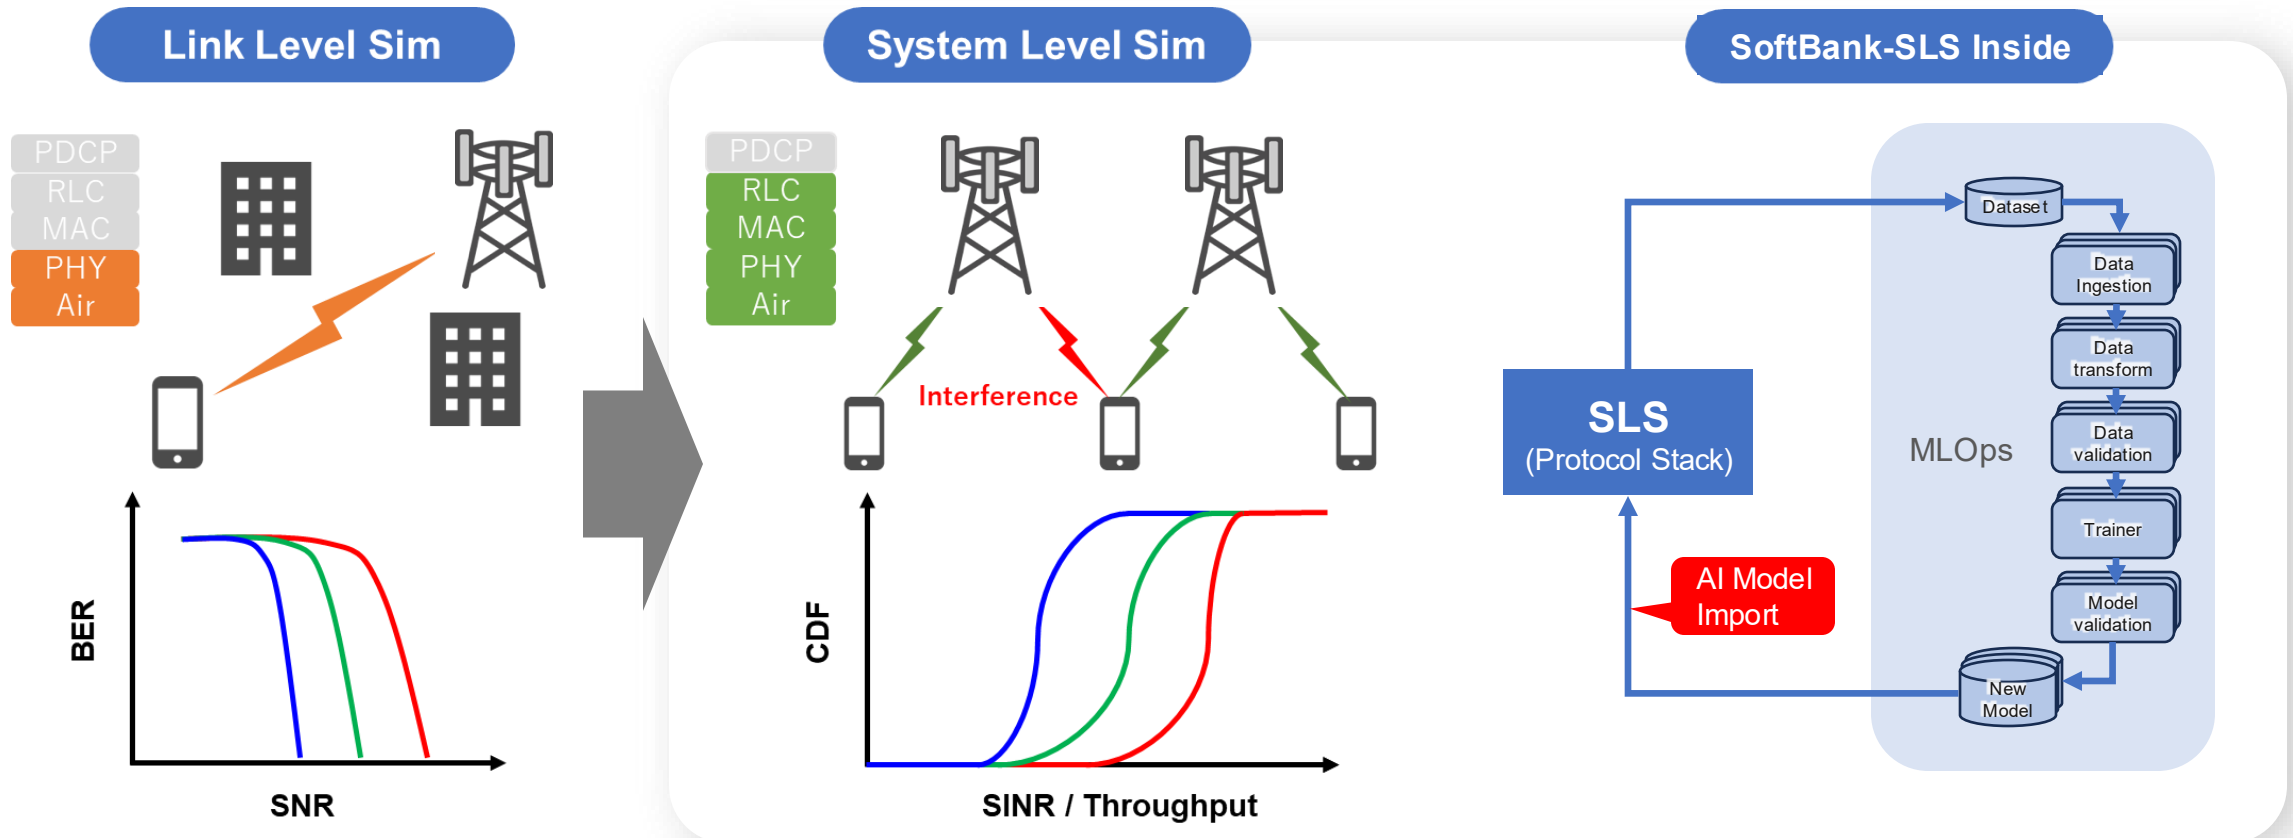 Link Level Sim
PDCP
RLC
MAC
PHY
Air
BER
SNR
System Level Sim
PDCP
RLC
MAC
PHY
Air
Interference
CDF
SINR / Throughput
SoftBank-SLS Inside
SLS
(Protocol Stack)
AI Model
Import
MLOps
Dataset
Data
Ingestion
Data
transform
Data
validation
Trainer
Model
validation
New
Model